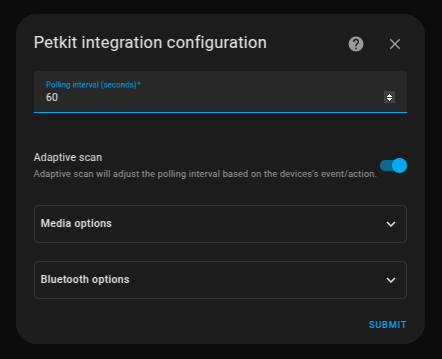 Petkit integration configuration
Polling interval (seconds)*
60
Adaptive scan
Adaptive scan will adjust the polling interval based on the devices's event/action.
Media options
Bluetooth options
SUBMIT